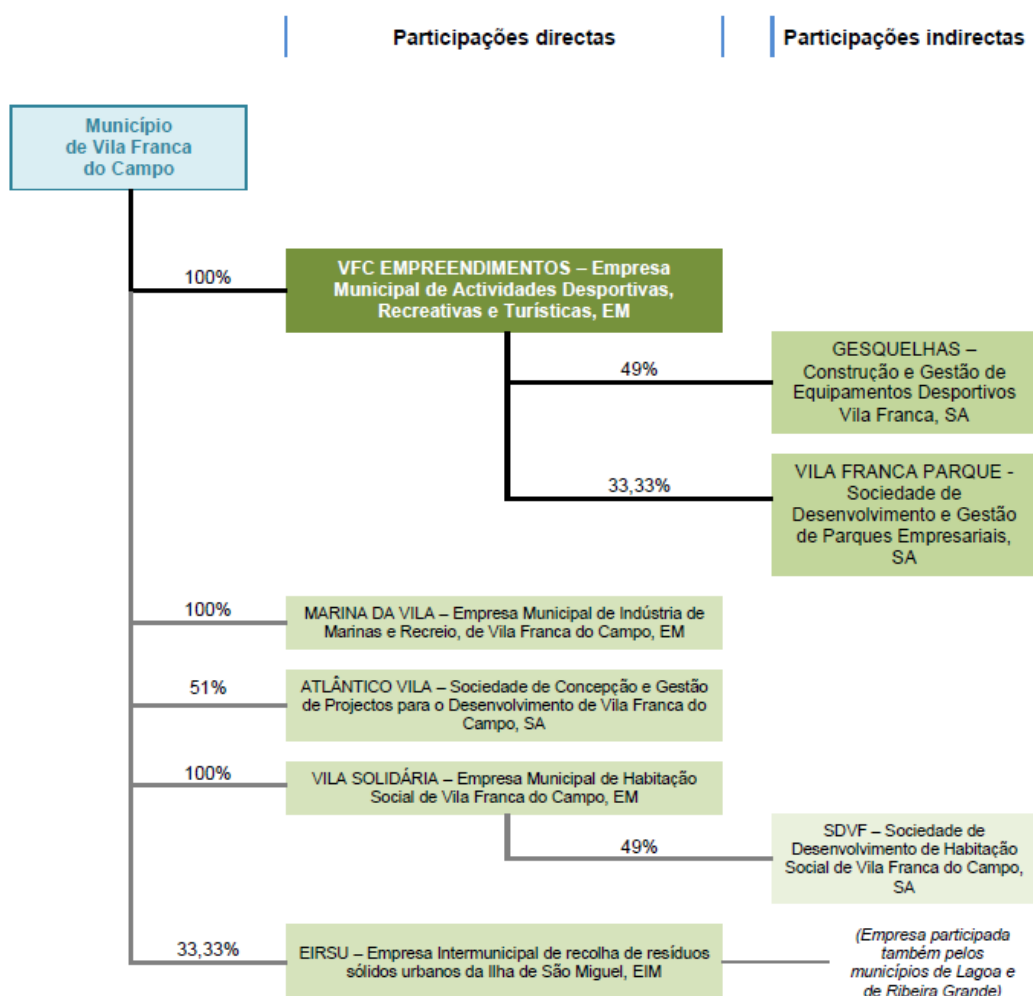 Participações directas
Participações indirectas
Município
de Vila Franca
do Campo
100%
VFC EMPREENDIMENTOS – Empresa
Municipal de Actividades Desportivas,
Recreativas e Turísticas, EM
49%
GESQUELHAS –
Construção e Gestão de
Equipamentos Desportivos
Vila Franca, SA
33,33%
VILA FRANCA PARQUE -
Sociedade de
Desenvolvimento e Gestão
de Parques Empresariais,
SA
100%
MARINA DA VILA – Empresa Municipal de Indústria de
Marinas e Recreio, de Vila Franca do Campo, EM
51%
ATLÂNTICO VILA – Sociedade de Concepção e Gestão
de Projectos para o Desenvolvimento de Vila Franca do
Campo, SA
100%
VILA SOLIDÁRIA – Empresa Municipal de Habitação
Social de Vila Franca do Campo, EM
49%
SDVF – Sociedade de
Desenvolvimento de Habitação
Social de Vila Franca do Campo,
SA
33,33%
EIRSU – Empresa Intermunicipal de recolha de resíduos
sólidos urbanos da Ilha de São Miguel, EIM
(Empresa participada
também pelos
municípios de Lagoa e
de Ribeira Grande)